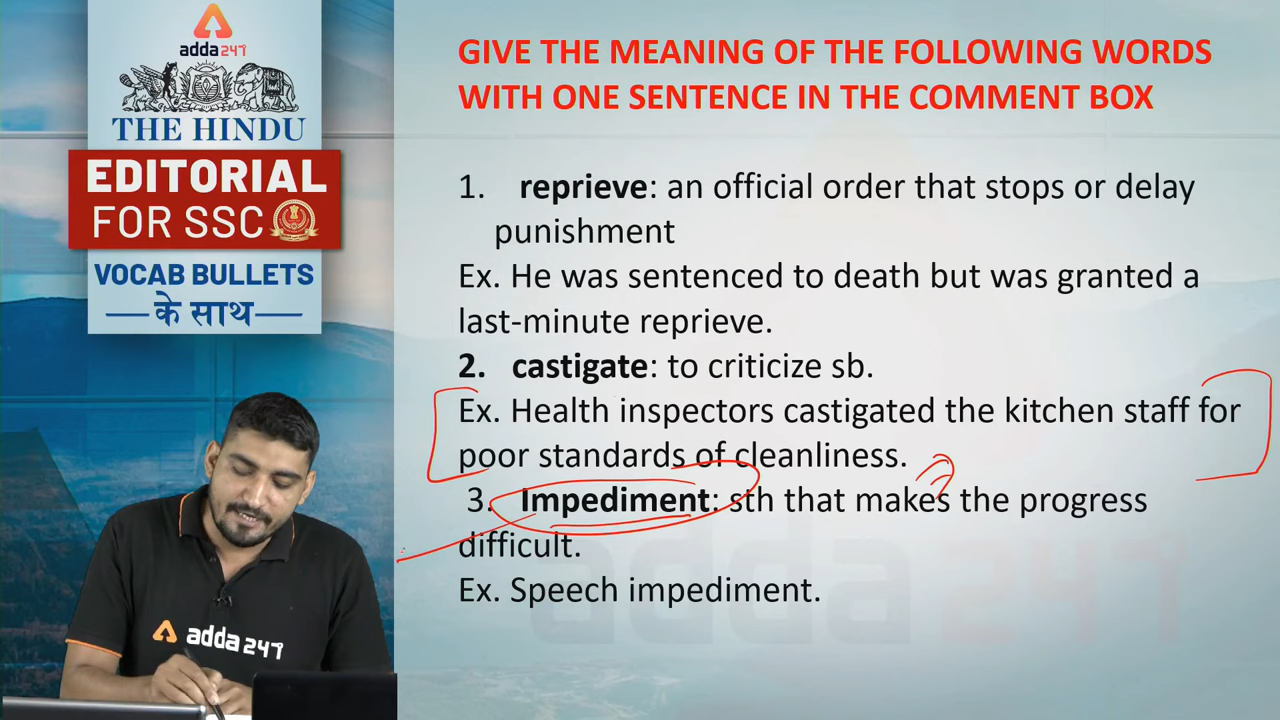 adda247
THE HINDU
EDITORIAL
FOR SSC
VOCAB BULLETS
के साथ
adda247
GIVE THE MEANING OF THE FOLLOWING WORDS
WITH ONE SENTENCE IN THE COMMENT BOX
1. reprieve: an official order that stops or delay
punishment
Ex. He was sentenced to death but was granted a
last-minute reprieve.
2. castigate: to criticize sb.
Ex. Health inspectors castigated the kitchen staff for
poor standards of cleanliness.
3. Impediment: sth that makes the progress
difficult.
Ex. Speech impediment.
adda247